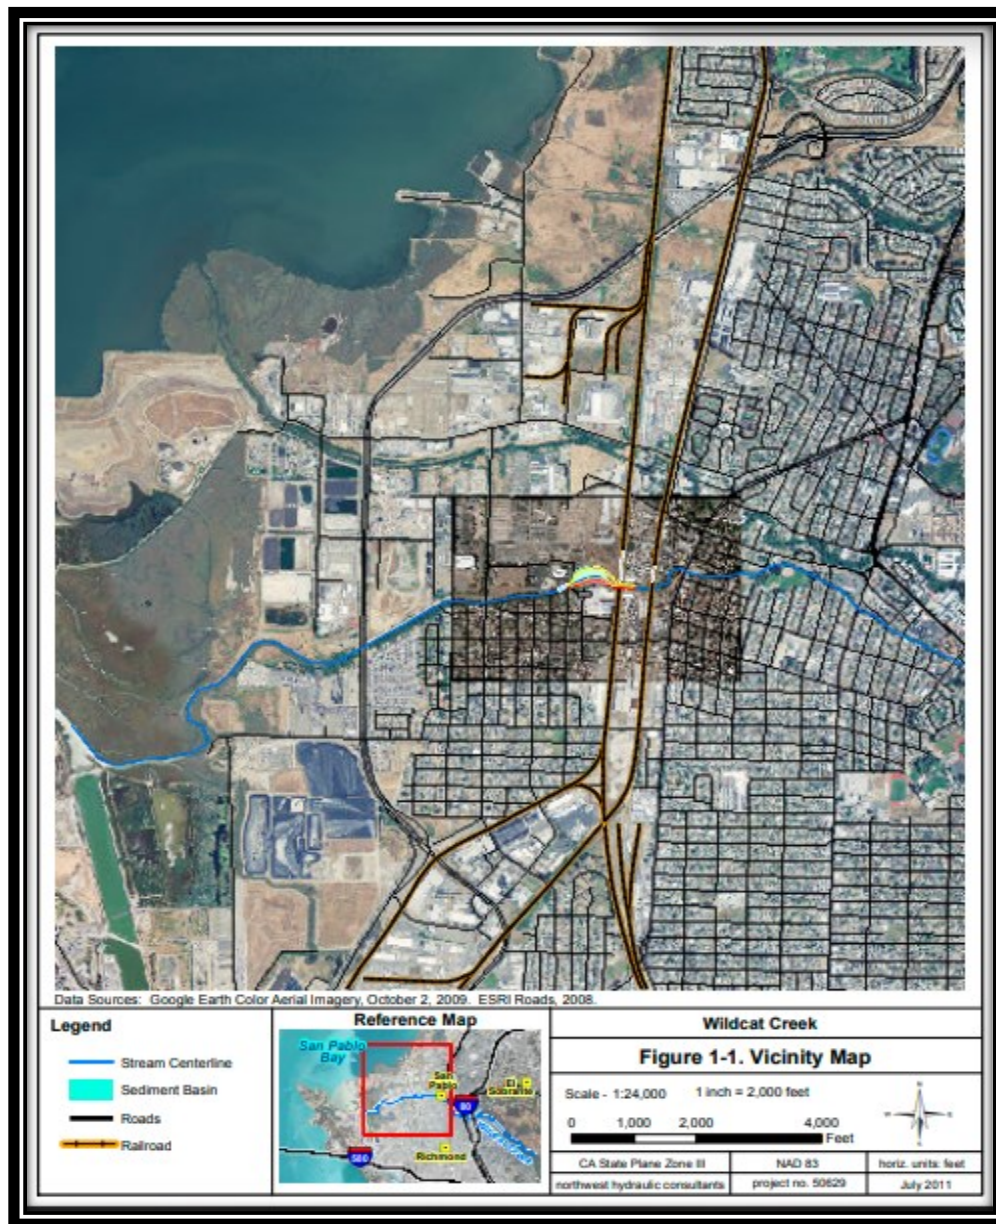 Data Sources: Google Earth Color Aerial Imagery, October 2, 2009. ESRI Roads, 2008.
Legend
Stream Centerline
Sediment Basin
Roads
Railroad
Reference Map
San Pablo
Bay
San
Pablo
El
Sobrante
80
580
Richmond
Wildcat Creek
Figure 1-1. Vicinity Map
Scale - 1:24,000 1 inch = 2,000 feet
0 1,000 2,000 4,000
Feet
CA State Plane Zone III NAD 83 horiz. units: feet
northwest hydraulic consultants project no. 50629 July 2011